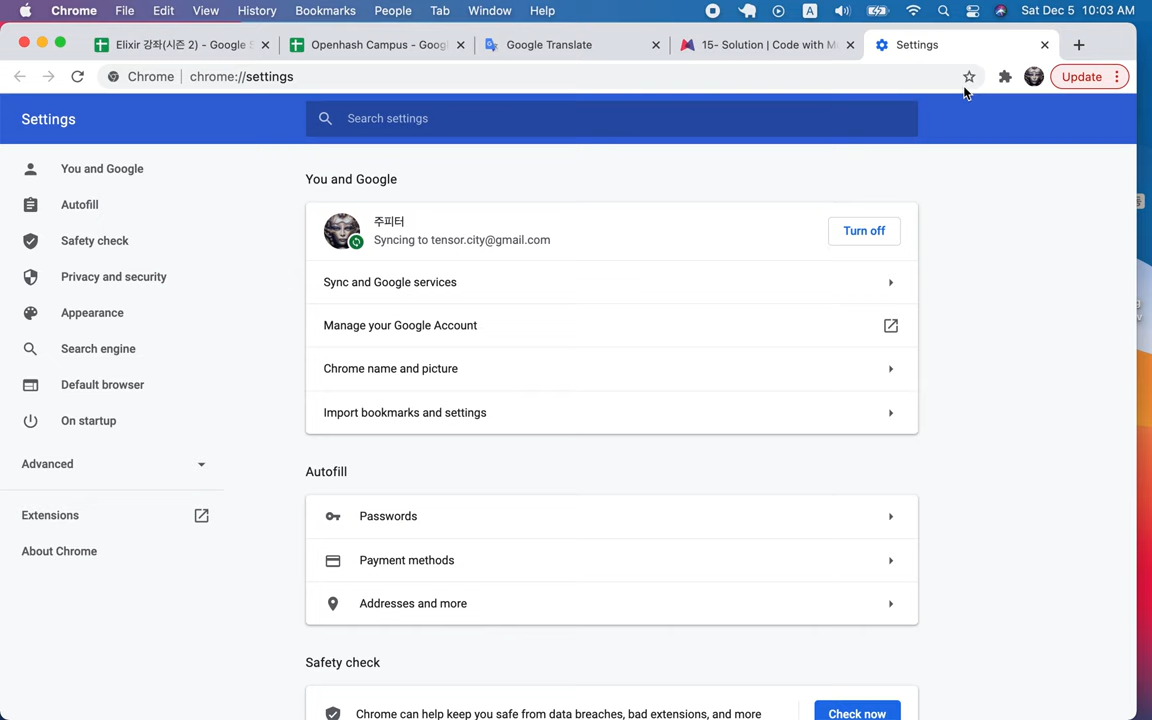 Chrome File Edit View History Bookmarks People Tab Window Help A Sat Dec 5 10:03 AM
Elixir 강좌(시즌 2) - Google S Openhash Campus - Goog Google Translate 15- Solution | Code with M Settings
Chrome chrome://settings Update
Settings Search settings
You and Google
Autofill
Safety check
Privacy and security
Appearance
Search engine
Default browser
On startup
Advanced
Extensions
About Chrome
You and Google
주피터
Syncing to tensor.city@gmail.com
Turn off
Sync and Google services
Manage your Google Account
Chrome name and picture
Import bookmarks and settings
Autofill
Passwords
Payment methods
Addresses and more
Safety check
Chrome can help keep you safe from data breaches, bad extensions, and more
Check now